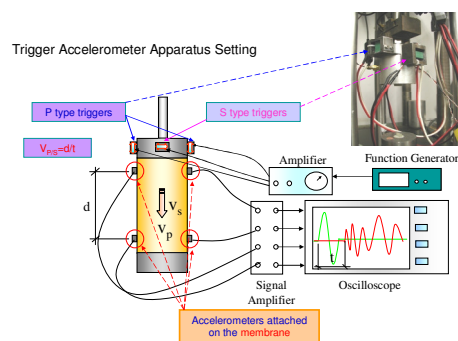 Trigger Accelerometer Apparatus Setting
P type triggers
S type triggers
V_P/S=d/t
Amplifier
Function Generator
d
V_s
V_p
t
Signal
Amplifier
Oscilloscope
Accelerometers attached
on the membrane